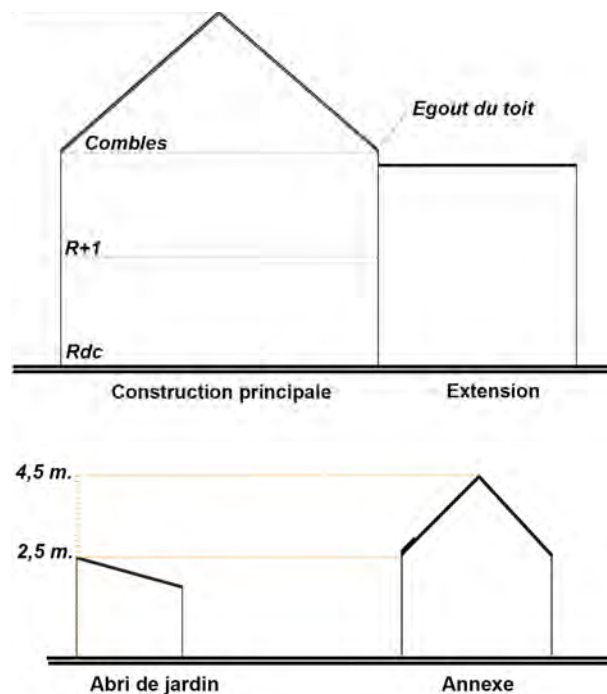 Egout du toit
Combles
R+1
Rdc
Construction principale Extension
4,5 m.
2,5 m.
Abri de jardin Annexe